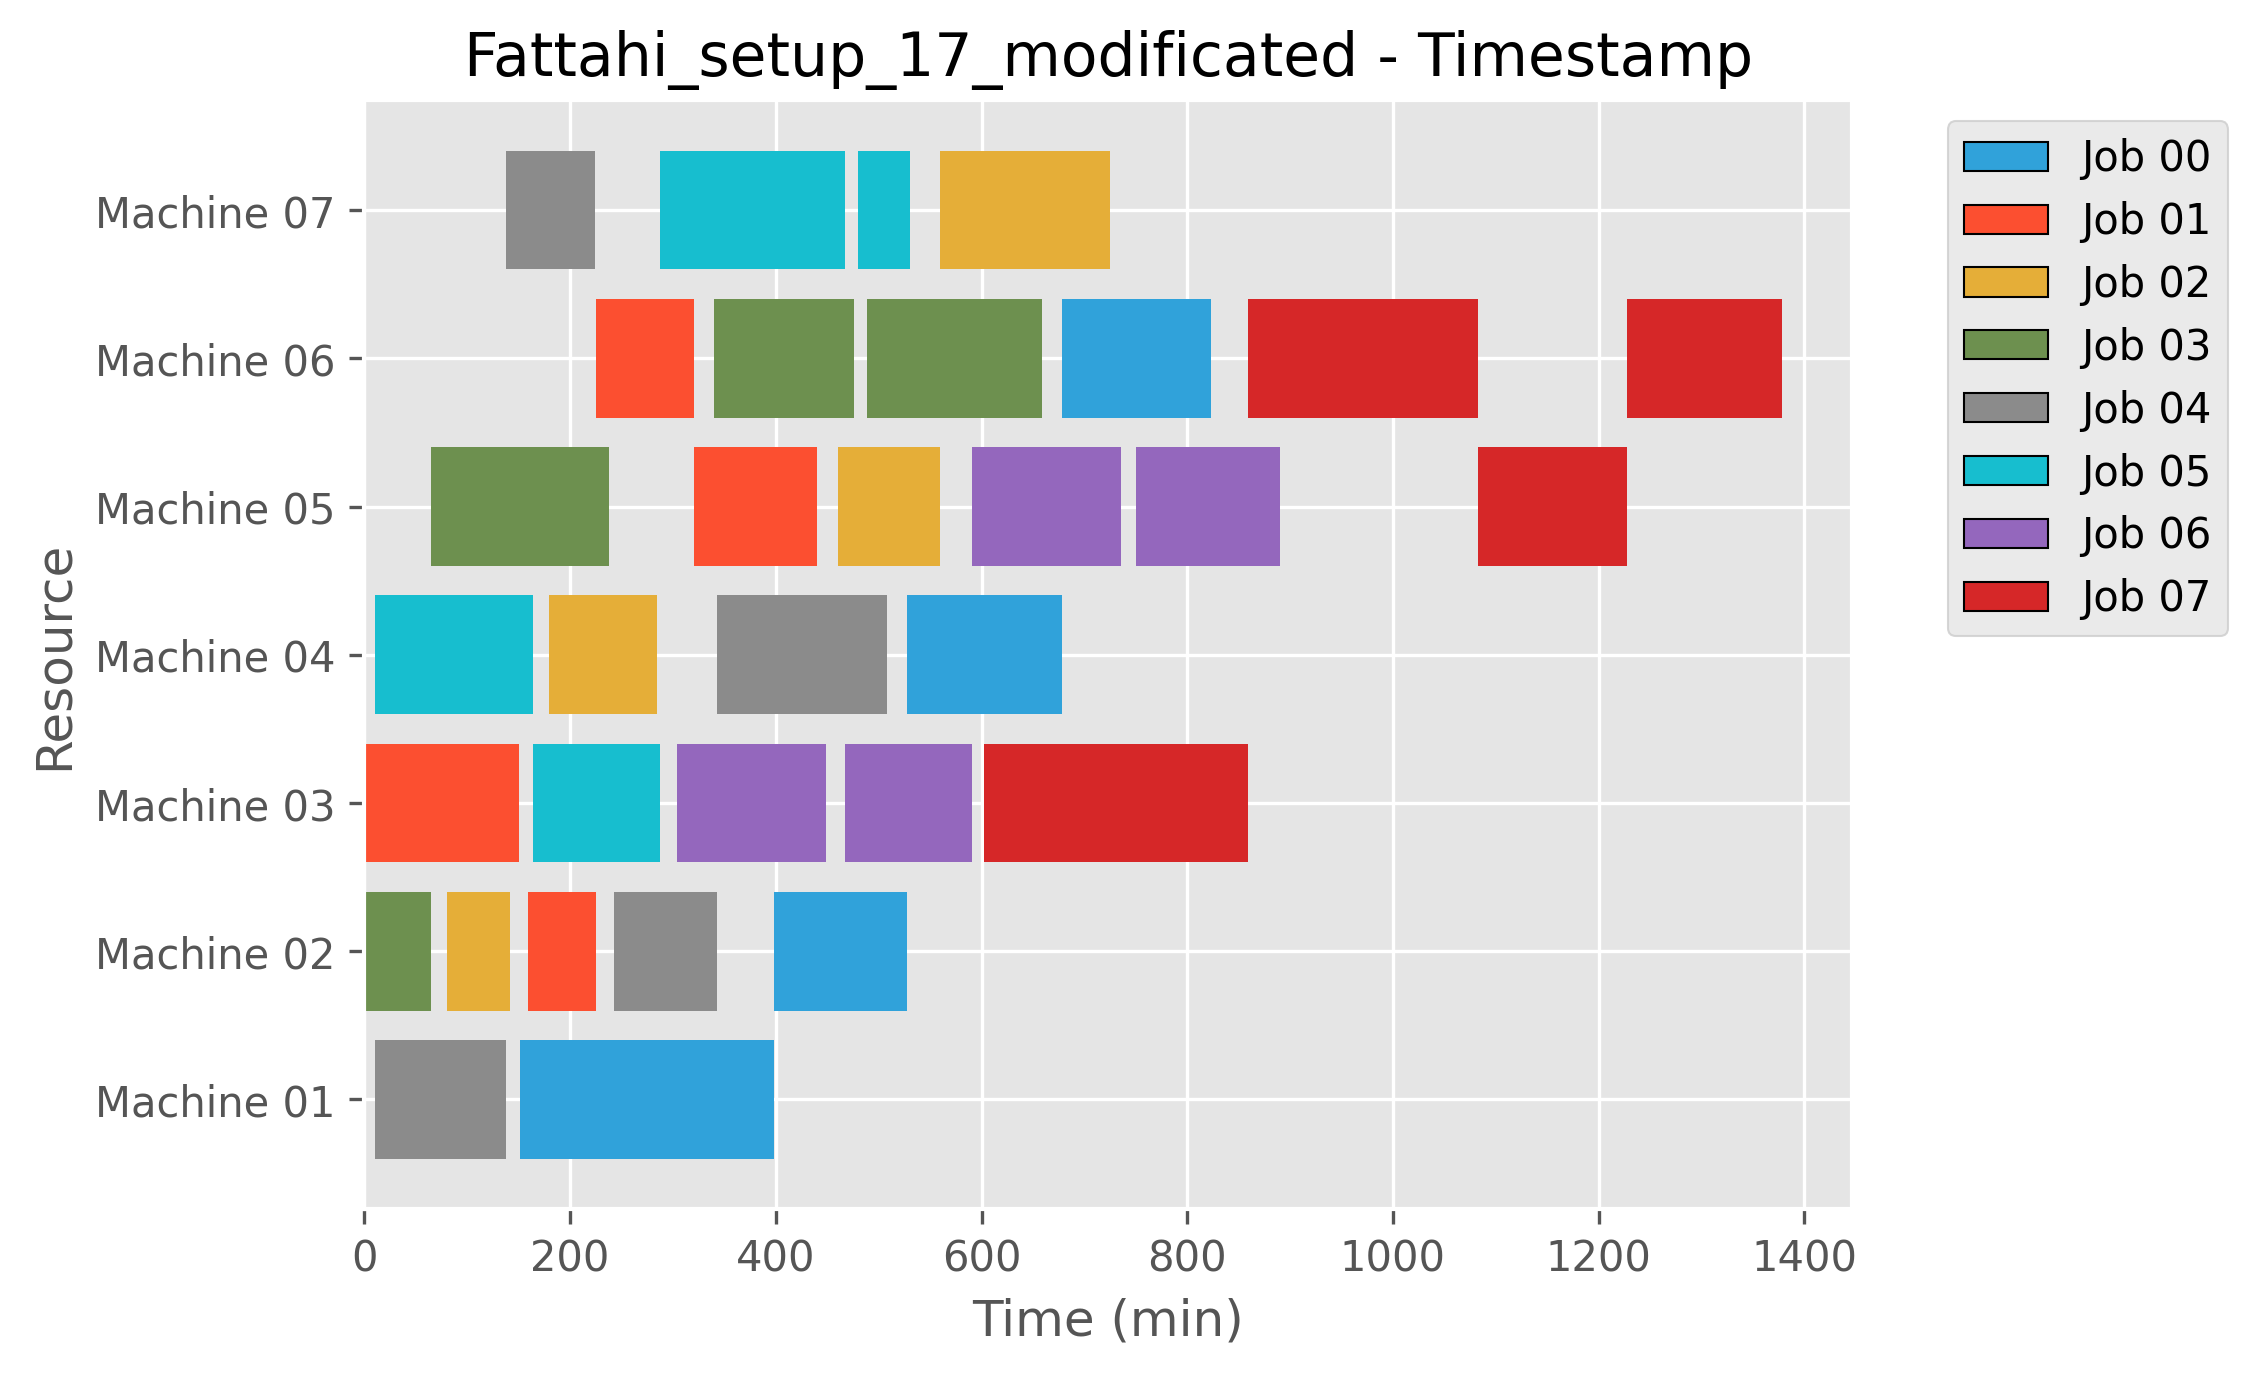 Fattahi_setup_17_modificated - Timestamp
Machine 07
Machine 06
Machine 05
Machine 04
Machine 03
Machine 02
Machine 01
Resource
0 200 400 600 800 1000 1200 1400
Time (min)
Job 00
Job 01
Job 02
Job 03
Job 04
Job 05
Job 06
Job 07